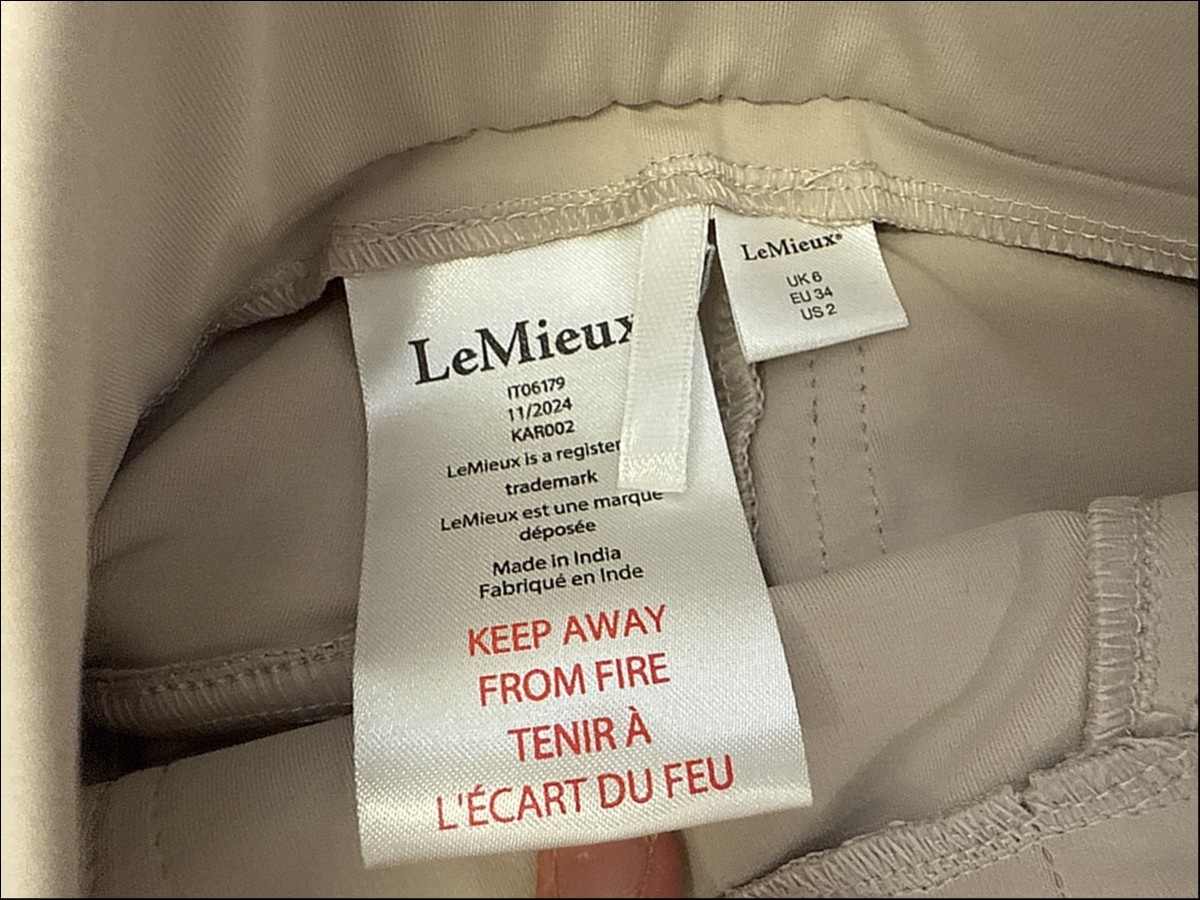 LeMieux
IT06179
11/2024
KAR002
LeMieux is a register
trademark
LeMieux est une marque
déposée
Made in India
Fabriqué en Inde
KEEP AWAY
FROM FIRE
TENIR À
L'ÉCART DU FEU
LeMieux®
UK 6
EU 34
US 2